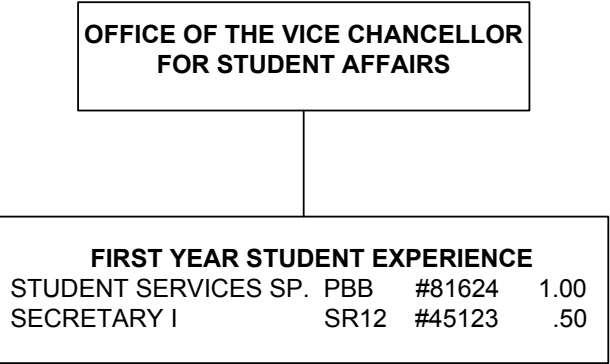 OFFICE OF THE VICE CHANCELLOR
FOR STUDENT AFFAIRS
FIRST YEAR STUDENT EXPERIENCE
STUDENT SERVICES SP. PBB #81624 1.00
SECRETARY I SR12 #45123 .50